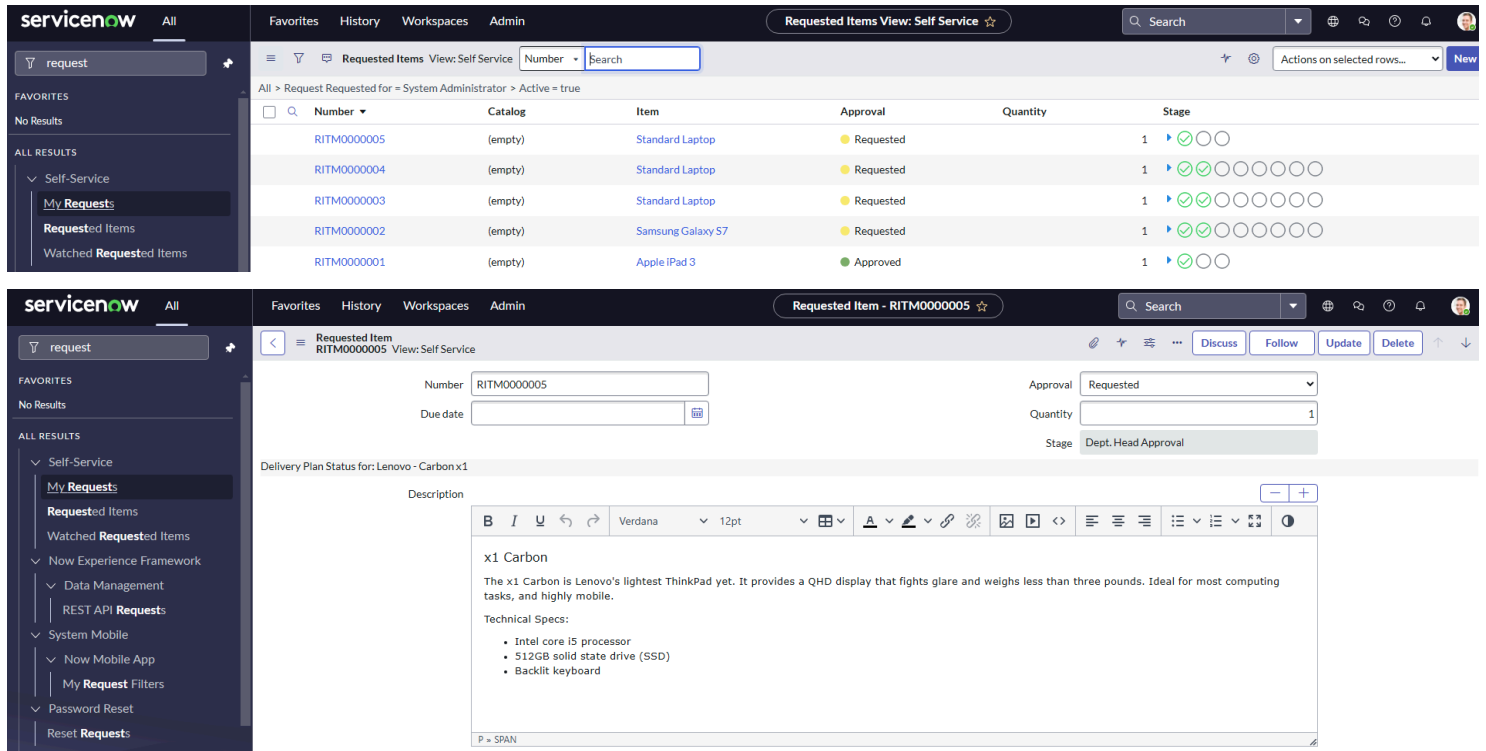 servicenow All Favorites History Workspaces Admin Requested Items View: Self Service Search
request Requested Items View: Self Service Number Search Actions on selected rows... New
FAVORITES
No Results
ALL RESULTS
Self-Service
My Requests
Requested Items
Watched Requested Items
All > Request Requested for = System Administrator > Active = true
Number Catalog Item Approval Quantity Stage
RITM0000005 (empty) Standard Laptop Requested 1
RITM0000004 (empty) Standard Laptop Requested 1
RITM0000003 (empty) Standard Laptop Requested 1
RITM0000002 (empty) Samsung Galaxy S7 Requested 1
RITM0000001 (empty) Apple iPad 3 Approved 1
servicenow All Favorites History Workspaces Admin Requested Item - RITM0000005 Search
request
FAVORITES
No Results
ALL RESULTS
Self-Service
My Requests
Requested Items
Watched Requested Items
Now Experience Framework
Data Management
REST API Requests
System Mobile
Now Mobile App
My Request Filters
Password Reset
Reset Requests
Requested Item
RITM0000005 View: Self Service
Discuss Follow Update Delete
Number RITM0000005 Approval Requested
Due date Quantity 1
Stage Dept. Head Approval
Delivery Plan Status for: Lenovo - Carbon x1
Description
B I U Verdana 12pt A
x1 Carbon
The x1 Carbon is Lenovo's lightest ThinkPad yet. It provides a QHD display that fights glare and weighs less than three pounds. Ideal for most computing
tasks, and highly mobile.
Technical Specs:
• Intel core i5 processor
• 512GB solid state drive (SSD)
• Backlit keyboard
P » SPAN